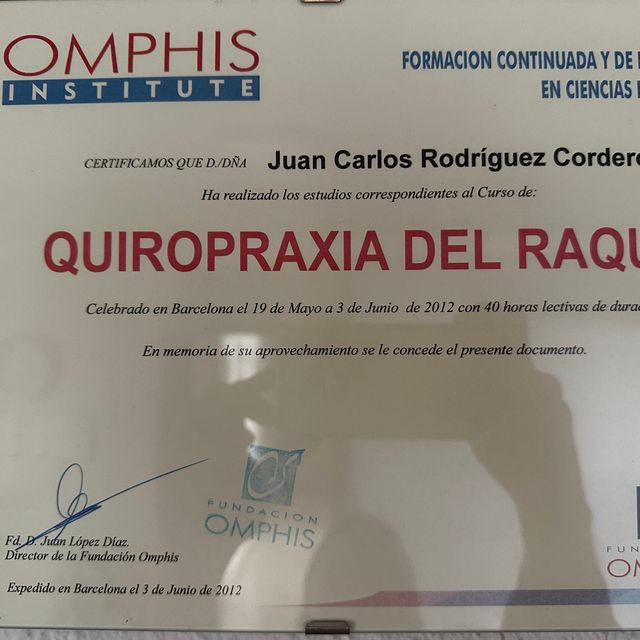 OMPHIS
INSTITUTE
FORMACION CONTINUADA Y DE
EN CIENCIAS
CERTIFICAMOS QUE D./DÑA Juan Carlos Rodríguez Cordero
Ha realizado los estudios correspondientes al Curso de:
QUIROPRAXIA DEL RAQU
Celebrado en Barcelona el 19 de Mayo a 3 de Junio de 2012 con 40 horas lectivas de dura
En memoria de su aprovechamiento se le concede el presente documento.
FUNDACION
OMPHIS
Fd. D. Juan López Díaz.
Director de la Fundación Omphis
Expedido en Barcelona el 3 de Junio de 2012
FUN
OM